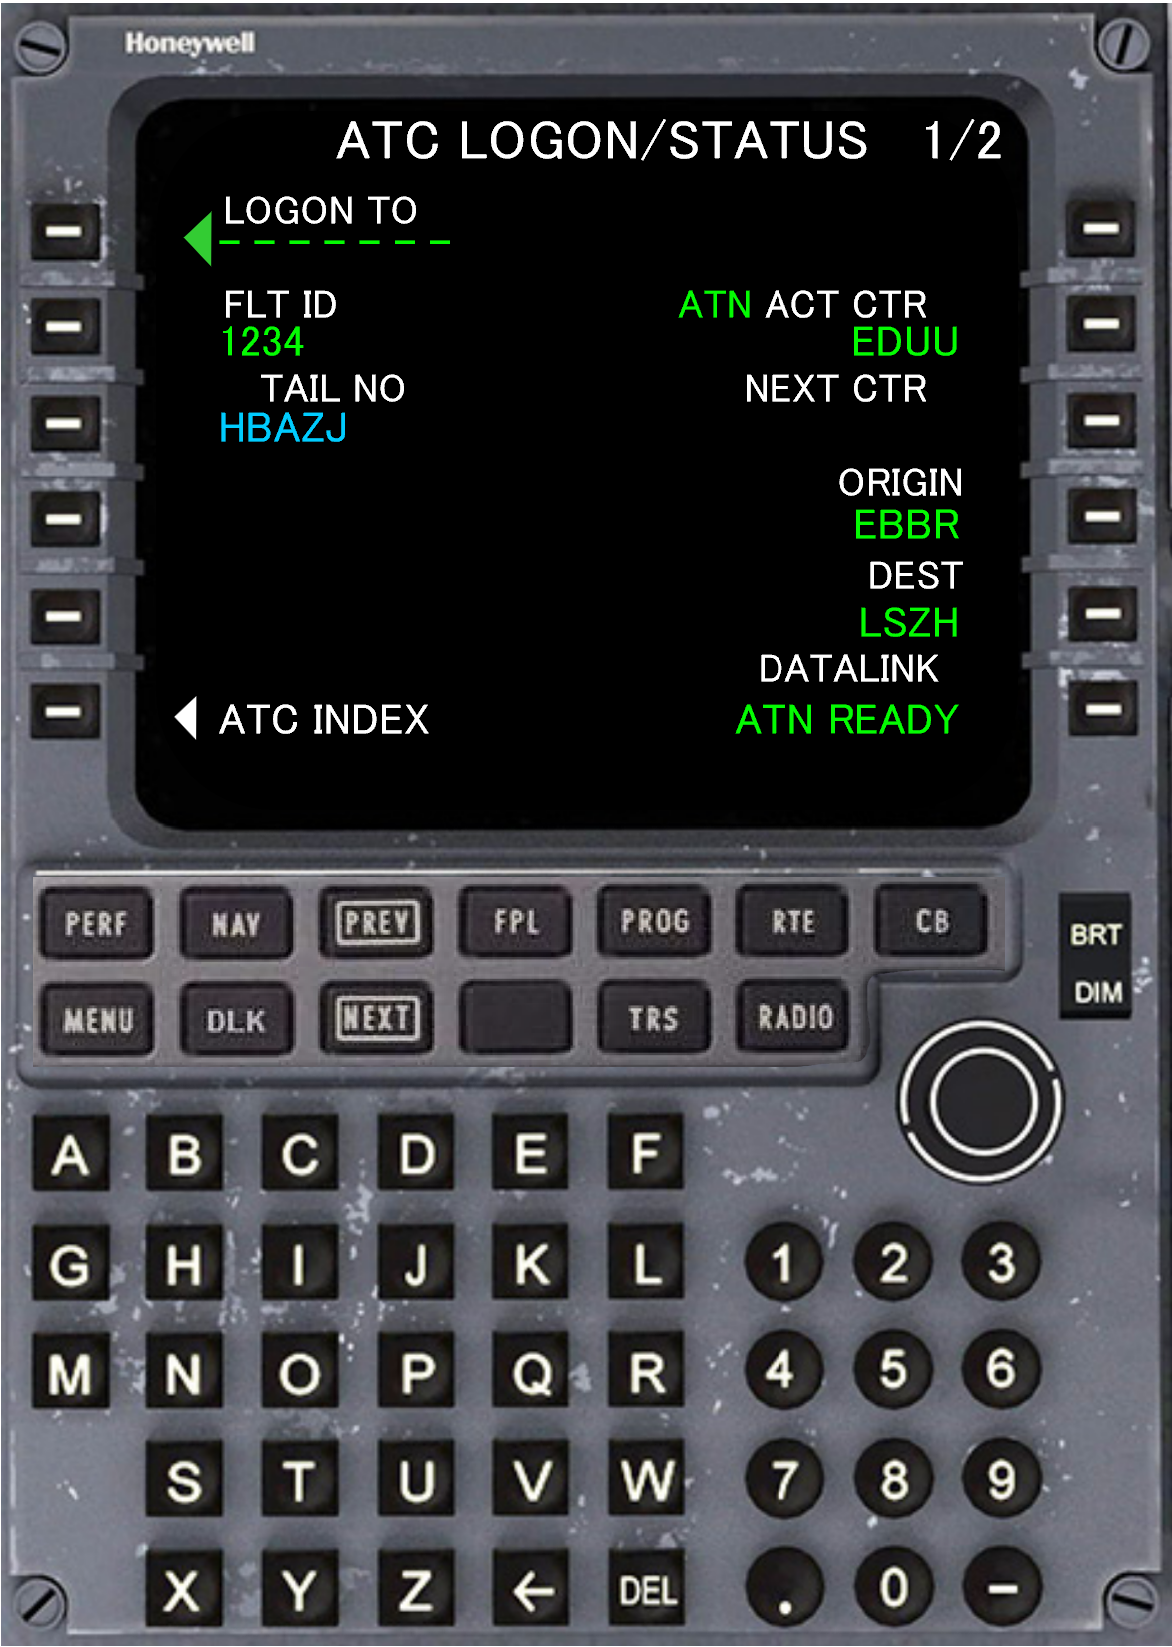 Honeywell
ATC LOGON/STATUS 1/2
LOGON TO
-------
FLT ID ATN ACT CTR
1234 EDUU
TAIL NO NEXT CTR
HBAZJ
ORIGIN
EBBR
DEST
LSZH
DATALINK
ATC INDEX ATN READY
PERF NAV PREV FPL PROG RTE CB
BRT
MENU DLK NEXT TRS RADIO
DIM
A B C D E F
G H I J K L 1 2 3
M N O P Q R 4 5 6
S T U V W 7 8 9
X Y Z ← DEL . 0 -